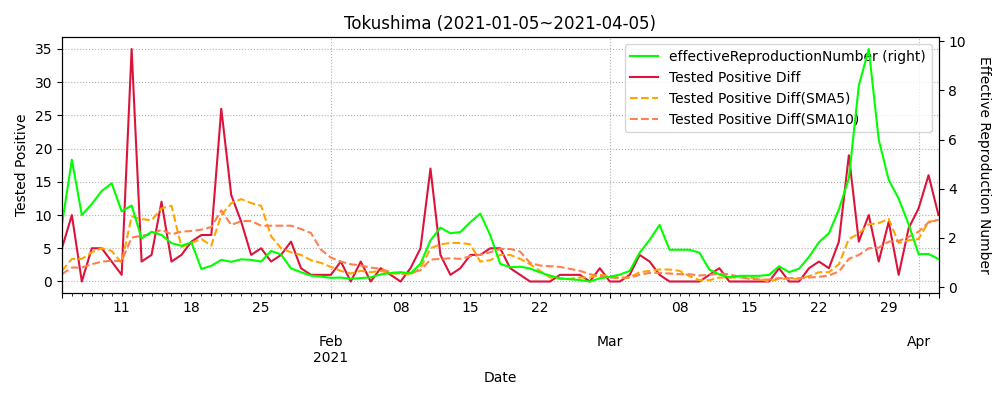 Tokushima (2021-01-05~2021-04-05)
effectiveReproductionNumber (right)
Tested Positive Diff
Tested Positive Diff(SMA5)
Tested Positive Diff(SMA10)
Tested Positive
35
30
25
20
15
10
5
0
10
8
6
4
2
0
Effective Reproduction Number
11
18
25
08
15
22
08
15
22
29
Feb
2021
Mar
Apr
Date